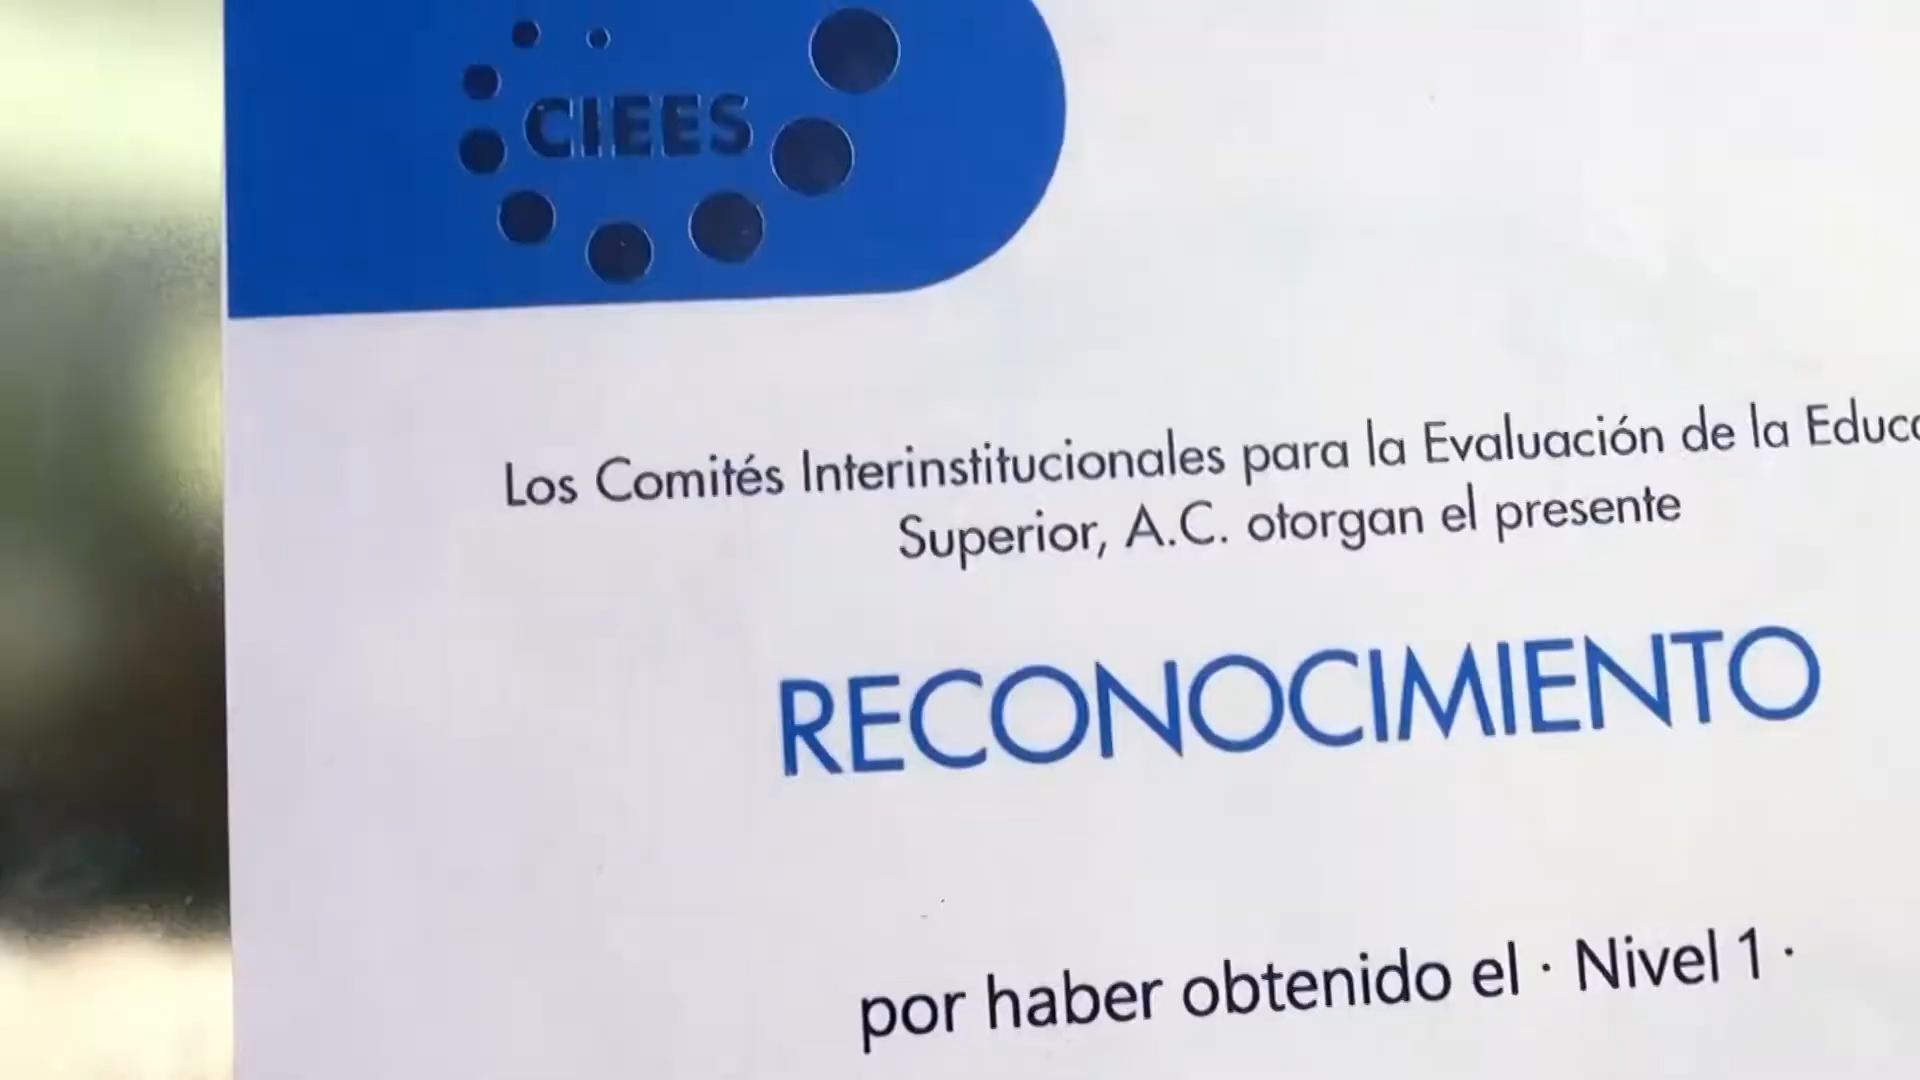 CIEES
Los Comités Interinstitucionales para la Evaluación de la Educa
Superior, A.C. otorgan el presente
RECONOCIMIENTO
por haber obtenido el · Nivel 1 ·